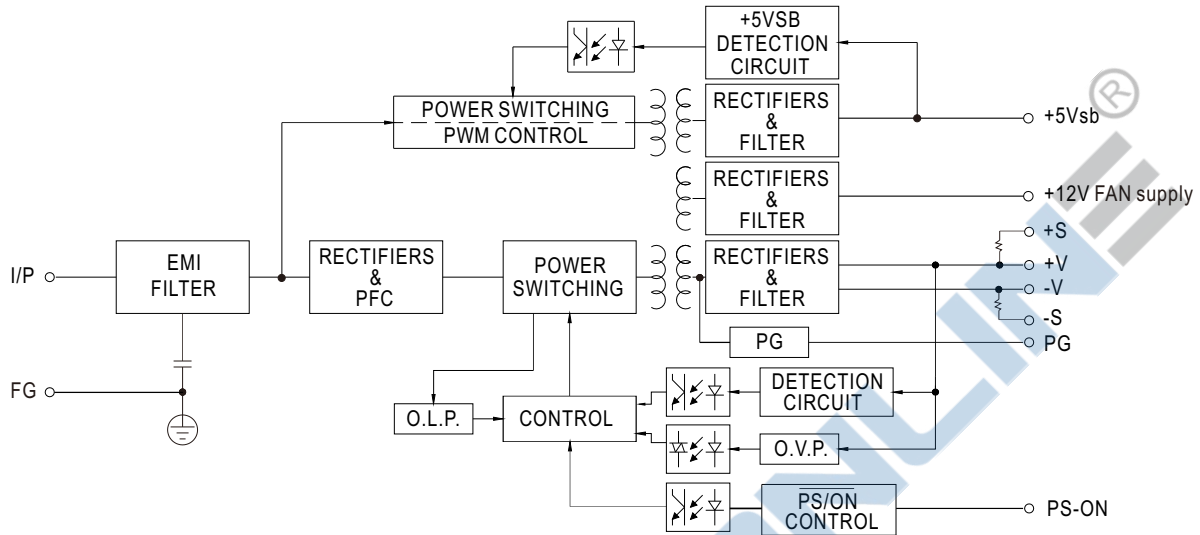 +5VSB
DETECTION
CIRCUIT
POWER SWITCHING
PWM CONTROL
RECTIFIERS
&
FILTER
+5Vsb
RECTIFIERS
&
FILTER
+12V FAN supply
+S
I/P
EMI
FILTER
RECTIFIERS
&
PFC
POWER
SWITCHING
RECTIFIERS
&
FILTER
+V
-V
-S
PG
PG
FG
O.L.P.
CONTROL
DETECTION
CIRCUIT
O.V.P.
PS/ON
CONTROL
PS-ON
®
NLINE